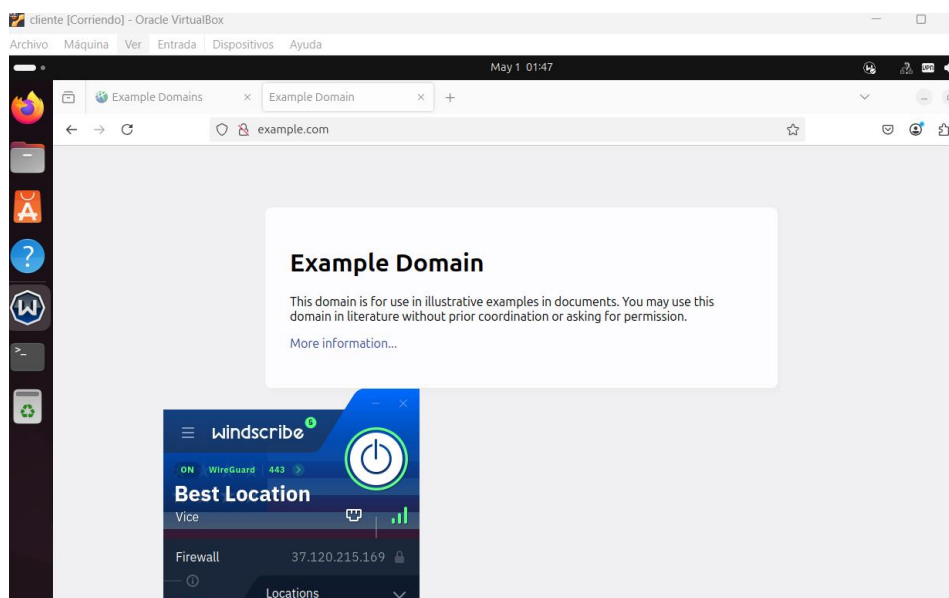 cliente [Corriendo] - Oracle VirtualBox
Archivo Máquina Ver Entrada Dispositivos Ayuda
May 1 01:47
Example Domains
Example Domain
example.com
Example Domain
This domain is for use in illustrative examples in documents. You may use this
domain in literature without prior coordination or asking for permission.
More information...
windscribe 6
ON WireGuard 443
Best Location
Vice
Firewall 37.120.215.169
Locations